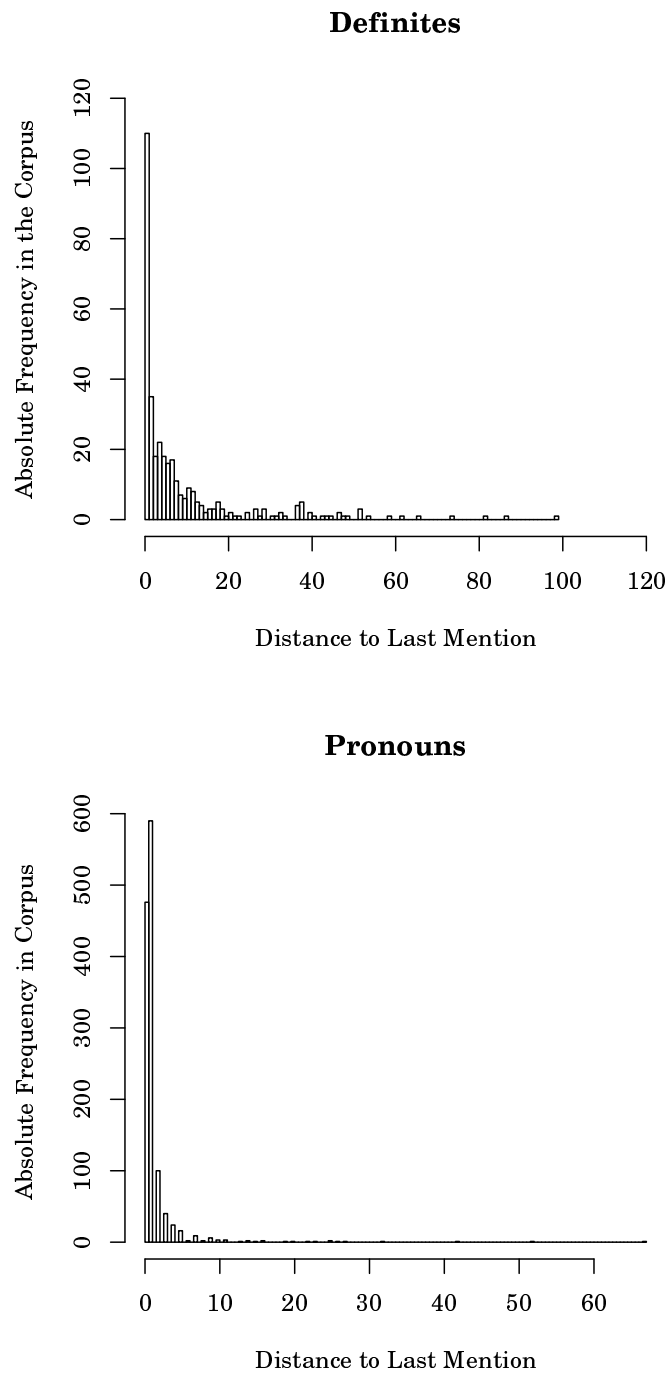 Definites
Absolute Frequency in the Corpus
120
100
80
60
40
20
0
0 20 40 60 80 100 120
Distance to Last Mention
Pronouns
Absolute Frequency in Corpus
600
500
400
300
200
100
0
0 10 20 30 40 50 60
Distance to Last Mention